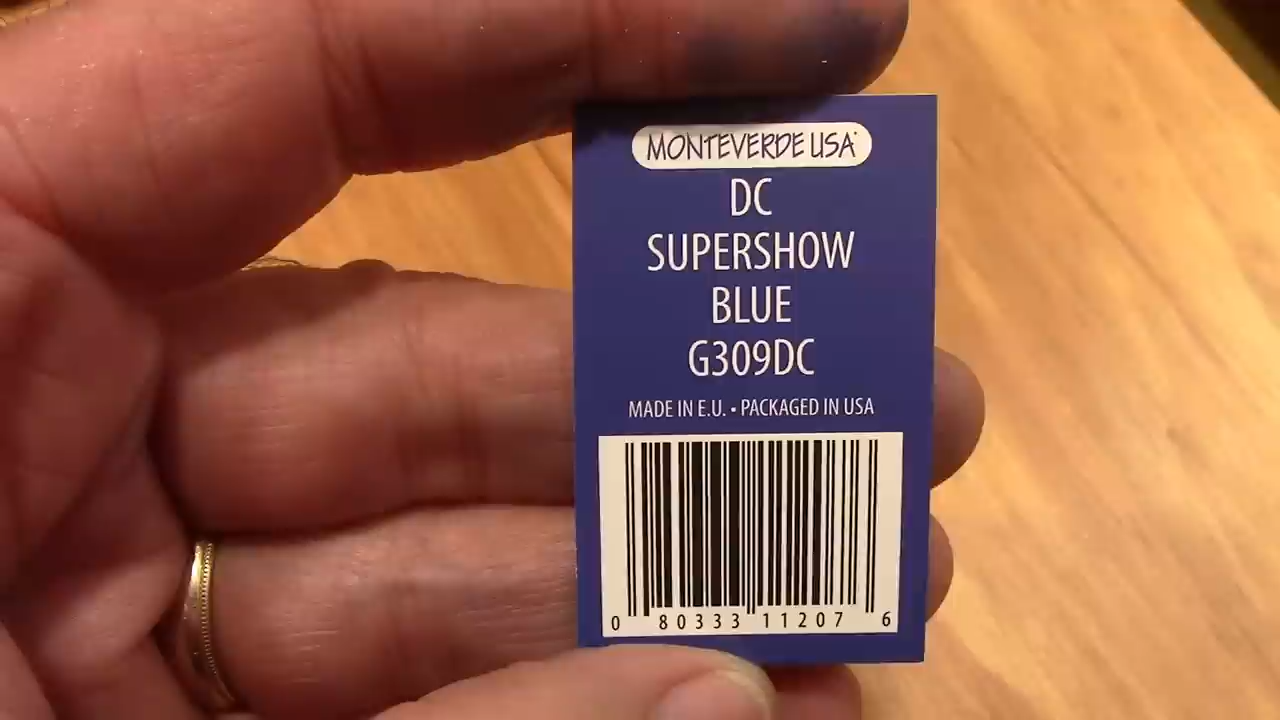 MONTEVERDE USA
DC
SUPERSHOW
BLUE
G309DC
MADE IN E.U. • PACKAGED IN USA
0 80333 11207 6